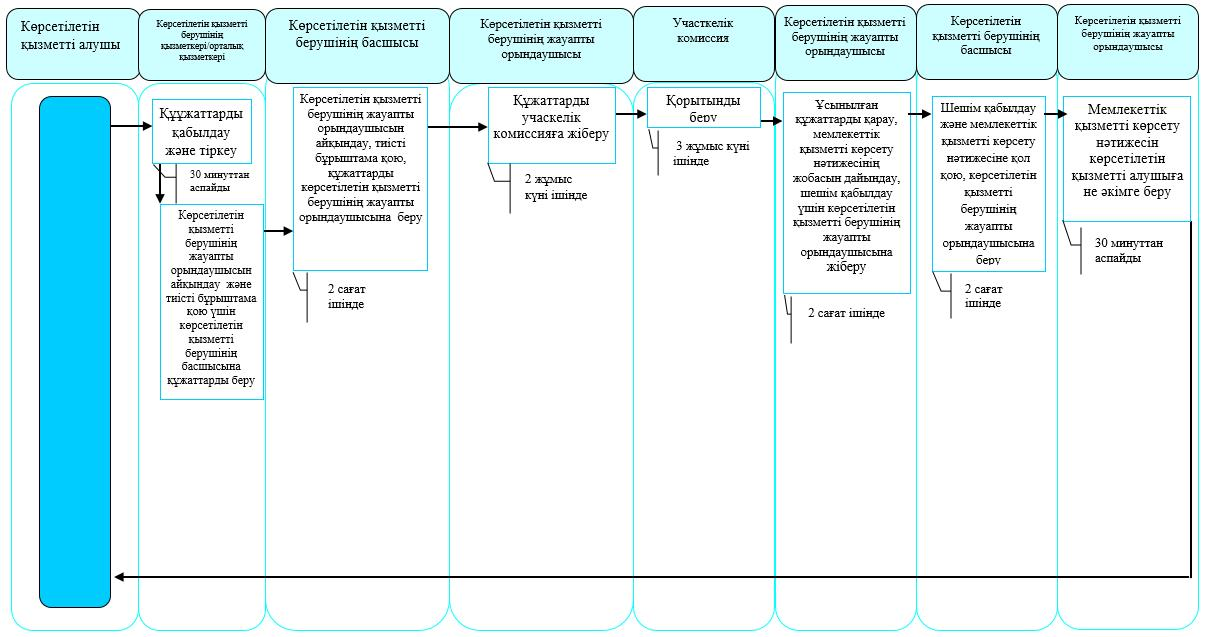 Көрсетілетін
қызметті алушы
Көрсетілетін қызметті
берушінің
қызметкері/орталық
қызметкері
Көрсетілетін қызметті
берушінің басшысы
Көрсетілетін қызметті
берушінің жауапты
орындаушысы
Участкелік
комиссия
Көрсетілетін қызметті
берушінің жауапты
орындаушысы
Көрсетілетін
қызметті берушінің
басшысы
Көрсетілетін қызметті
берушінің жауапты
орындаушысы
Құұжаттарды
қабылдау
және тіркеу
30 минуттан
аспайды
Көрсетілетін
қызметті
берушінің
жауапты
орындаушысын
айқындау  және
тиісті бұрыштама
қою үшін
көрсетілетін
қызметті
берушінің
басшысына
құжаттарды беру
Көрсетілетін қызметті
берушінің жауапты
орындаушысын
айқындау, тиісті
бұрыштама қою,
құжаттарды
көрсетілетін қызметті
берушінің жауапты
орындаушысына  беру
2 сағат
ішінде
Құжаттарды
учаскелік
комиссияға жіберу
2 жұмыс
күні ішінде
Қорытынды
беру
3 жұмыс күні
ішінде
Ұсынылған
құжаттарды қарау,
мемлекеттік
қызметті көрсету
нәтижесінің
жобасын дайындау,
шешім қабылдау
үшін көрсетілетін
қызметті берушінің
жауапты
орындаушысына
жіберу
2 сағат ішінде
Шешім қабылдау
және мемлекеттік
қызметті көрсету
нәтижесіне қол
қою, көрсетілетін
қызметті
берушінің
жауапты
орындаушысына
беру
2 сағат
ішінде
Мемлекеттік
қызметті көрсету
нәтижесін
көрсетілетін
қызметті алушыға
не әкімге беру
30 минуттан
аспайды